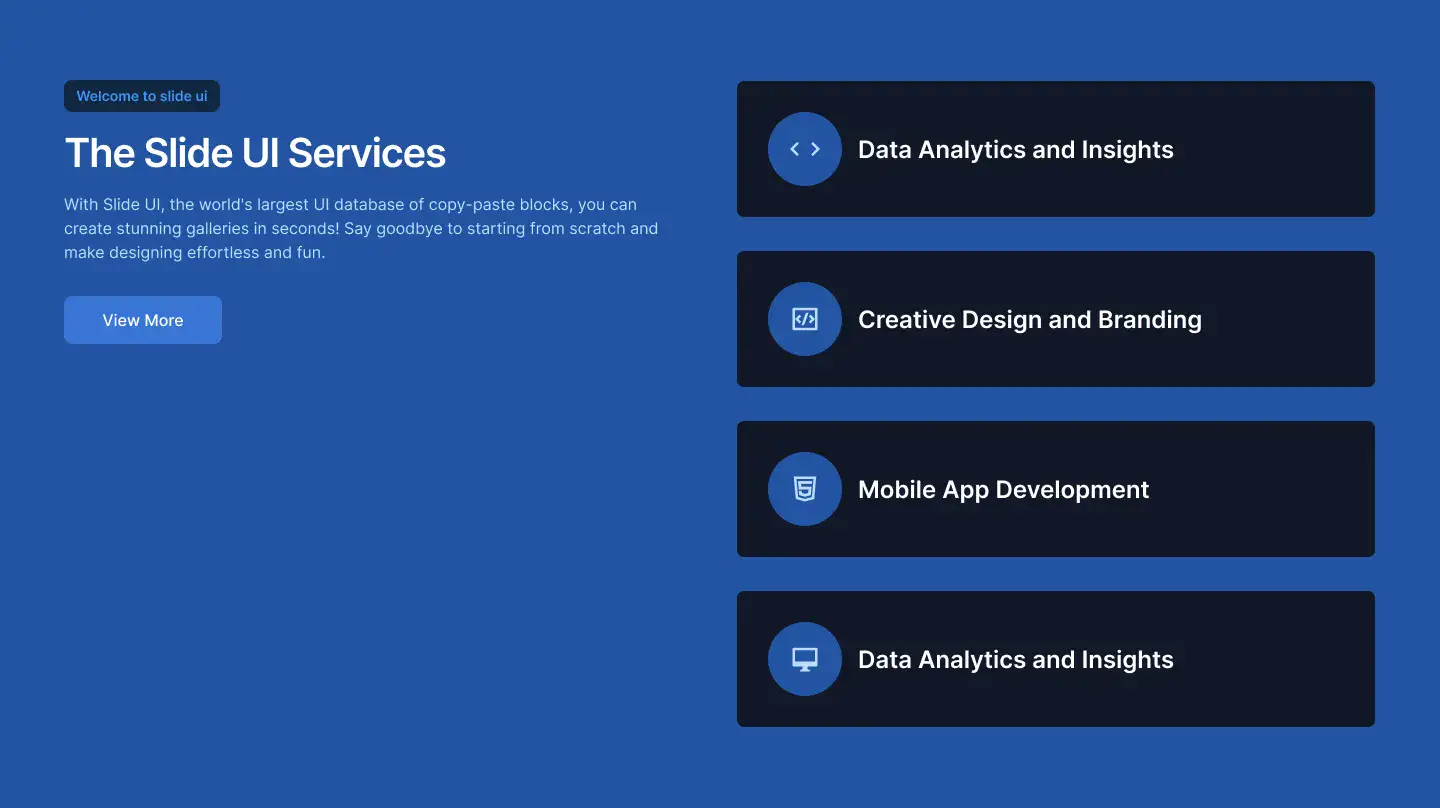 Welcome to slide ui
The Slide UI Services
With Slide UI, the world's largest UI database of copy-paste blocks, you can
create stunning galleries in seconds! Say goodbye to starting from scratch and
make designing effortless and fun.
View More
Data Analytics and Insights
Creative Design and Branding
Mobile App Development
Data Analytics and Insights